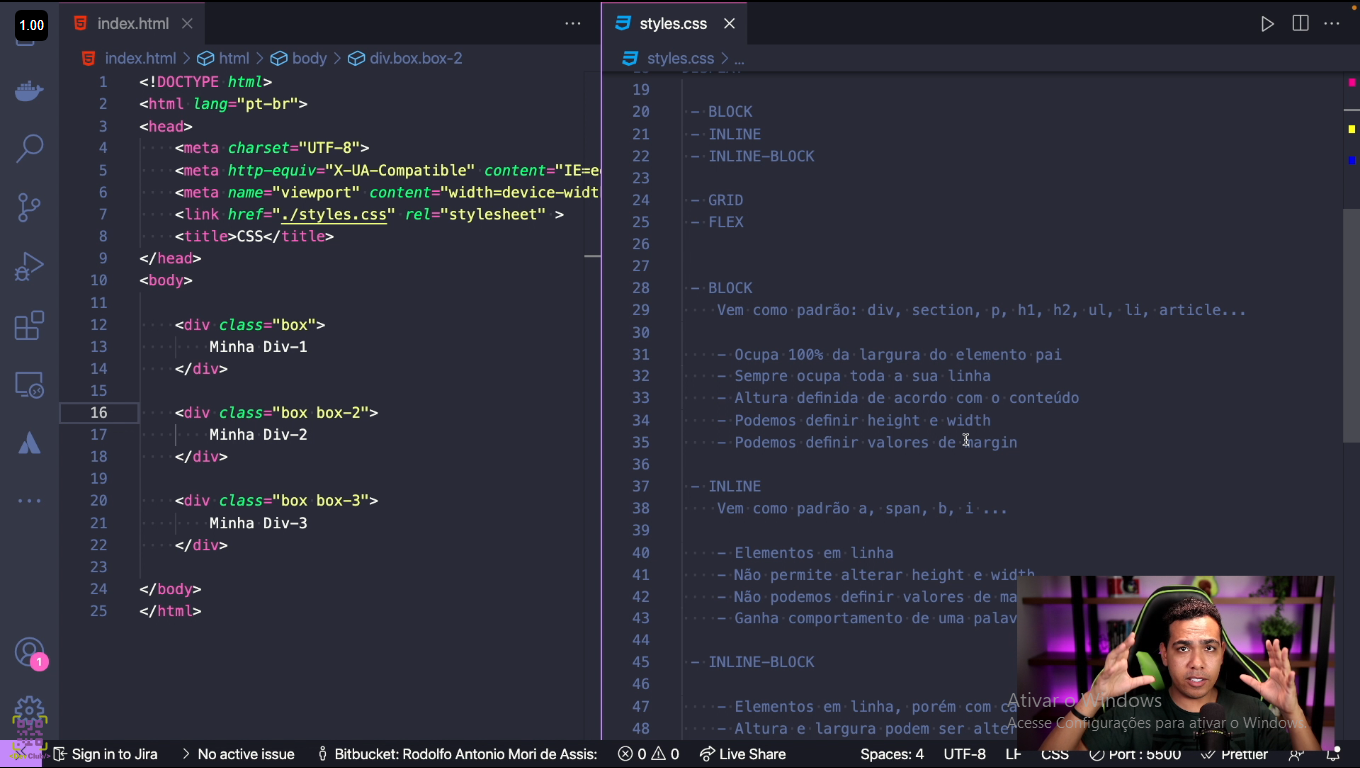 1.00
index.html
index.html > html > body > div.box.box-2
1 <!DOCTYPE html>
2 <html lang="pt-br">
3 <head>
4 <meta charset="UTF-8">
5 <meta http-equiv="X-UA-Compatible" content="IE=e
6 <meta name="viewport" content="width=device-widt
7 <link href="./styles.css" rel="stylesheet" >
8 <title>CSS</title>
9 </head>
10 <body>
11
12 <div class="box">
13 Minha Div-1
14 </div>
15
16 <div class="box box-2">
17 Minha Div-2
18 </div>
19
20 <div class="box box-3">
21 Minha Div-3
22 </div>
23
24 </body>
25 </html>
styles.css
styles.css > ...
19
20 - BLOCK
21 - INLINE
22 - INLINE-BLOCK
23
24 - GRID
25 - FLEX
26
27
28 - BLOCK
29 Vem como padrão: div, section, p, h1, h2, ul, li, article...
30
31 - Ocupa 100% da largura do elemento pai
32 - Sempre ocupa toda a sua linha
33 - Altura definida de acordo com o conteúdo
34 - Podemos definir height e width
35 - Podemos definir valores de margin
36
37 - INLINE
38 Vem como padrão a, span, b, i ...
39
40 - Elementos em linha
41 - Não permite alterar height e width
42 - Não podemos definir valores de ma
43 - Ganha comportamento de uma palav
44
45 - INLINE-BLOCK
46
47 - Elementos em linha, porém com ca
48 - Altura e largura podem ser alte
Ativar o Windows
Acesse Configurações para ativar o Windows.
1
Sign in to Jira
No active issue
Bitbucket: Rodolfo Antonio Mori de Assis:
0 0
Live Share
Spaces: 4
UTF-8
LF
CSS
Port : 5500
Prettier